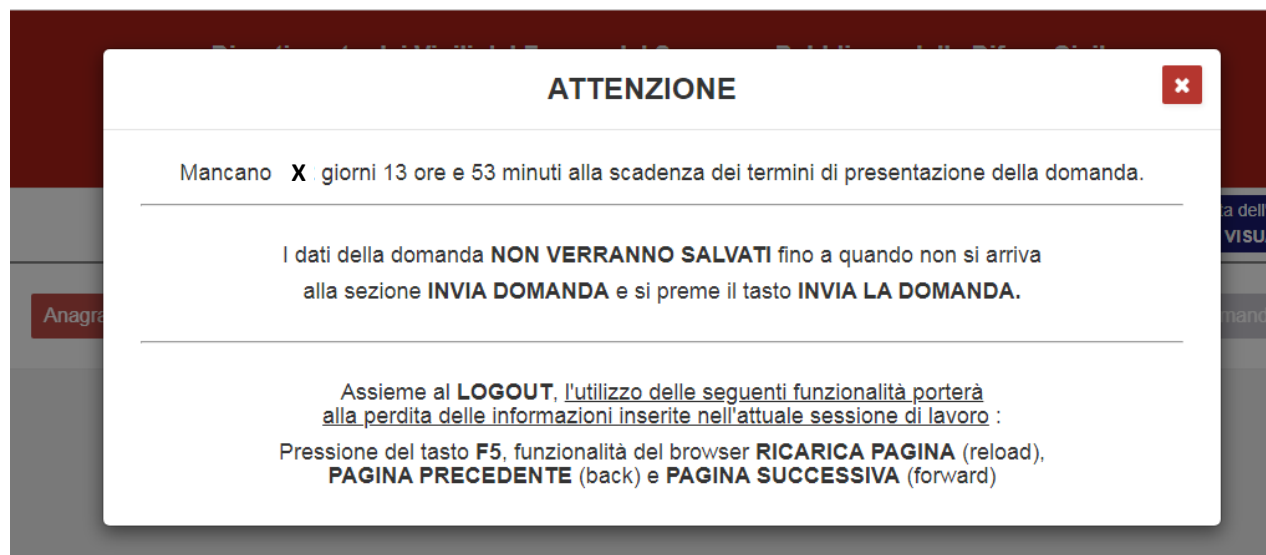 ATTENZIONE
Mancano X giorni 13 ore e 53 minuti alla scadenza dei termini di presentazione della domanda.
I dati della domanda NON VERRANNO SALVATI fino a quando non si arriva
alla sezione INVIA DOMANDA e si preme il tasto INVIA LA DOMANDA.
Assieme al LOGOUT, l'utilizzo delle seguenti funzionalità porterà
alla perdita delle informazioni inserite nell'attuale sessione di lavoro :
Pressione del tasto F5, funzionalità del browser RICARICA PAGINA (reload),
PAGINA PRECEDENTE (back) e PAGINA SUCCESSIVA (forward)